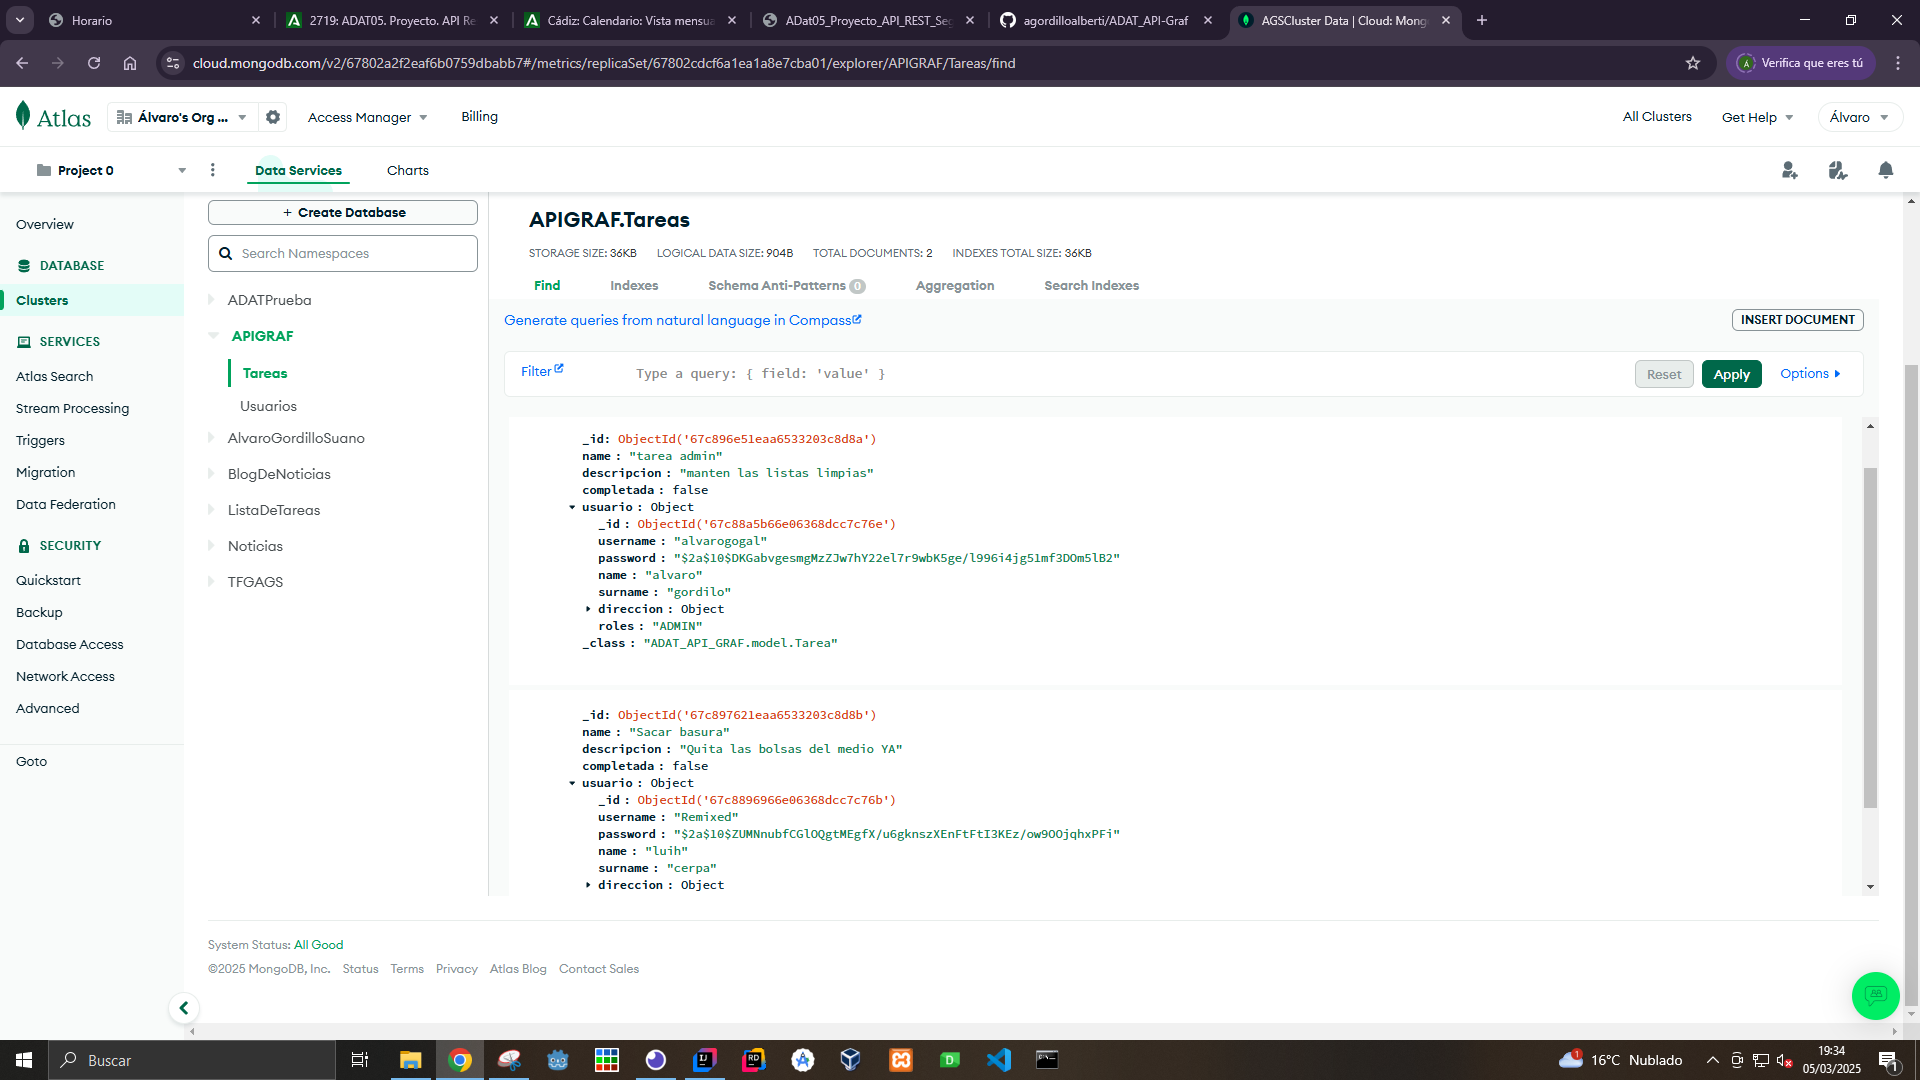 Horario
2719: ADAT05. Proyecto. API Re
Cádiz: Calendario: Vista mensua
ADat05_Proyecto_API_REST_Seg
agordilloalberti/ADAT_API-Graf
AGSCluster Data | Cloud: Mong
cloud.mongodb.com/v2/67802a2f2eaf6b0759dbabb7#/metrics/replicaSet/67802cdcf6a1ea1a8e7cba01/explorer/APIGRAF/Tareas/find
Verifica que eres tú
Atlas
Álvaro's Org ...
Access Manager
Billing
All Clusters
Get Help
Álvaro
Project 0
Data Services
Charts
Overview
DATABASE
Clusters
SERVICES
Atlas Search
Stream Processing
Triggers
Migration
Data Federation
SECURITY
Quickstart
Backup
Database Access
Network Access
Advanced
Goto
+ Create Database
Search Namespaces
ADATPrueba
APIGRAF
Tareas
Usuarios
AlvaroGordilloSuano
BlogDeNoticias
ListaDeTareas
Noticias
TFGAGS
APIGRAF.Tareas
STORAGE SIZE: 36KB LOGICAL DATA SIZE: 904B TOTAL DOCUMENTS: 2 INDEXES TOTAL SIZE: 36KB
Find Indexes Schema Anti-Patterns 0 Aggregation Search Indexes
Generate queries from natural language in Compass
INSERT DOCUMENT
Filter
Type a query: { field: 'value' }
Reset
Apply
Options
_id: ObjectId('67c896e51eaa6533203c8d8a')
name : "tarea admin"
descripcion : "manten las listas limpias"
completada : false
usuario : Object
_id : ObjectId('67c88a5b66e06368dcc7c76e')
username : "alvarogogal"
password : "$2a$10$DKGabvgesmgMzZJw7hY22el7r9wbK5ge/l996i4jg51mf3DOm5lB2"
name : "alvaro"
surname : "gordilo"
direccion : Object
roles : "ADMIN"
_class : "ADAT_API_GRAF.model.Tarea"
_id: ObjectId('67c897621eaa6533203c8d8b')
name : "Sacar basura"
descripcion : "Quita las bolsas del medio YA"
completada : false
usuario : Object
_id : ObjectId('67c8896966e06368dcc7c76b')
username : "Remixed"
password : "$2a$10$ZUMNnubfCGlOQgtMEgfX/u6gknszXEnFtFtI3KEz/ow9OOjqhxPFi"
name : "luih"
surname : "cerpa"
direccion : Object
System Status: All Good
©2025 MongoDB, Inc. Status Terms Privacy Atlas Blog Contact Sales
Buscar
1
16°C Nublado
19:34
05/03/2025
1